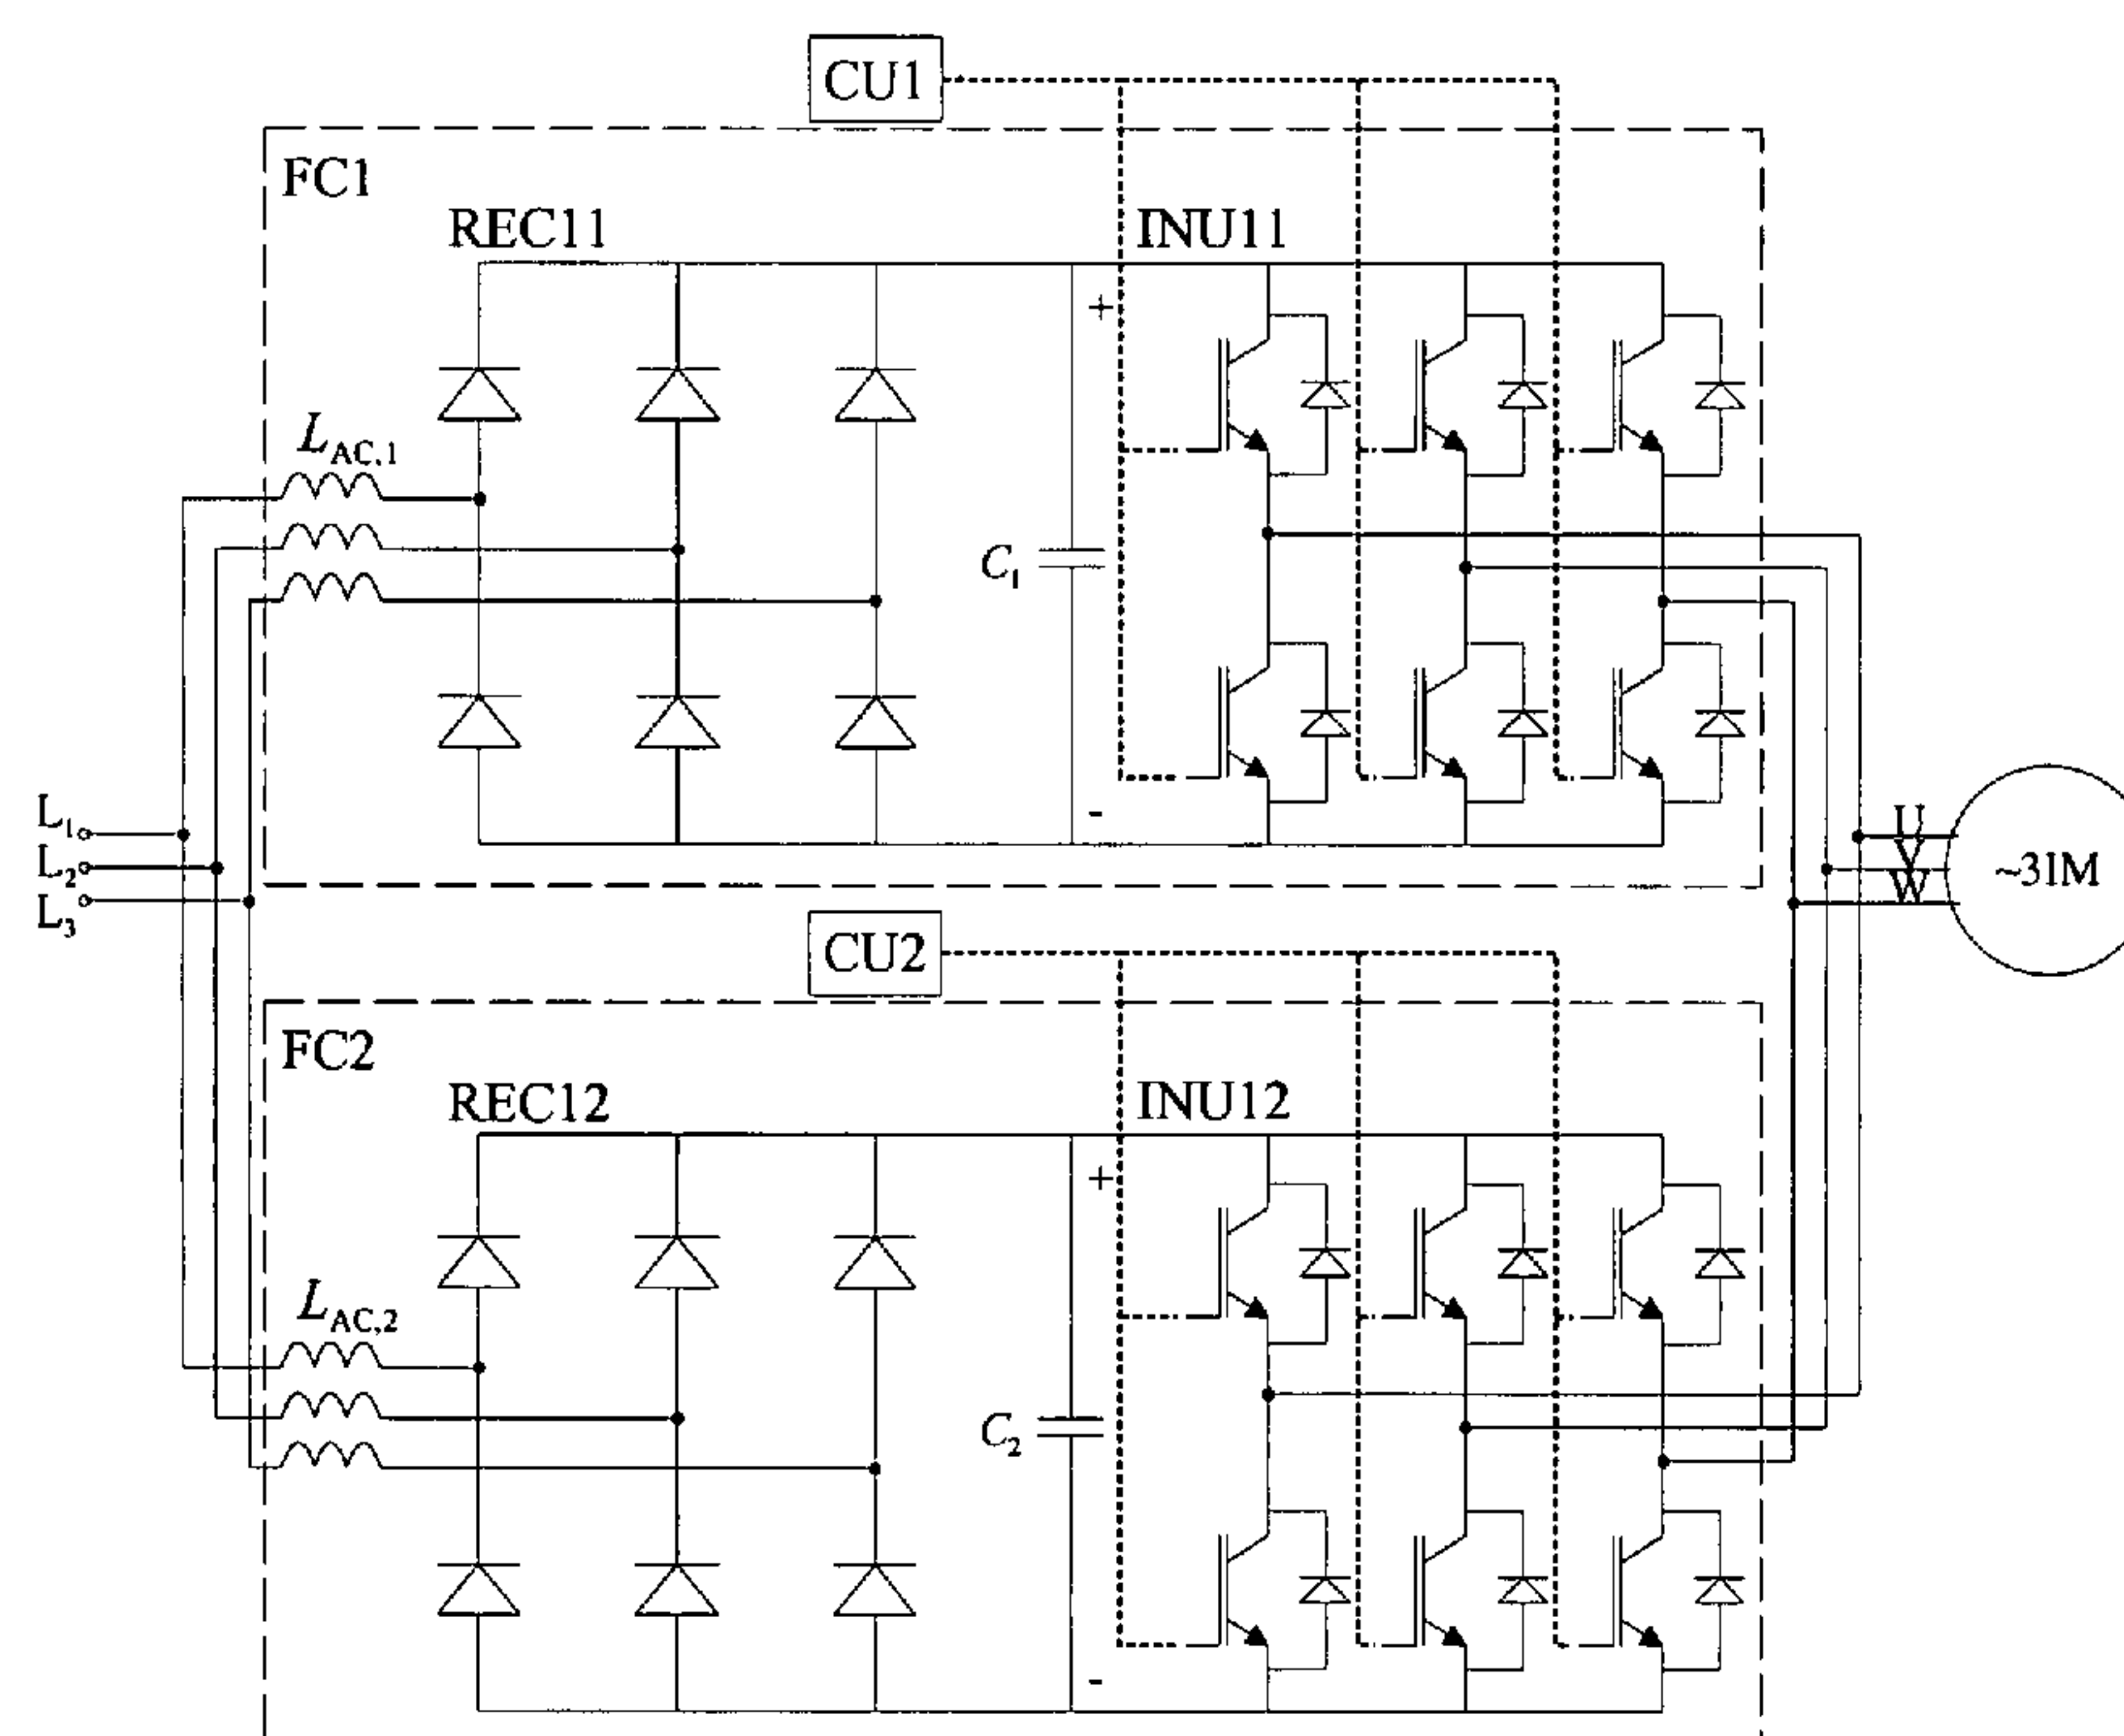 CU1
FC1
REC11
INU11
+
L_AC,1
C_1
-
L_1
L_2
L_3
U
V
W
~3IM
CU2
FC2
REC12
INU12
+
L_AC,2
C_2
-